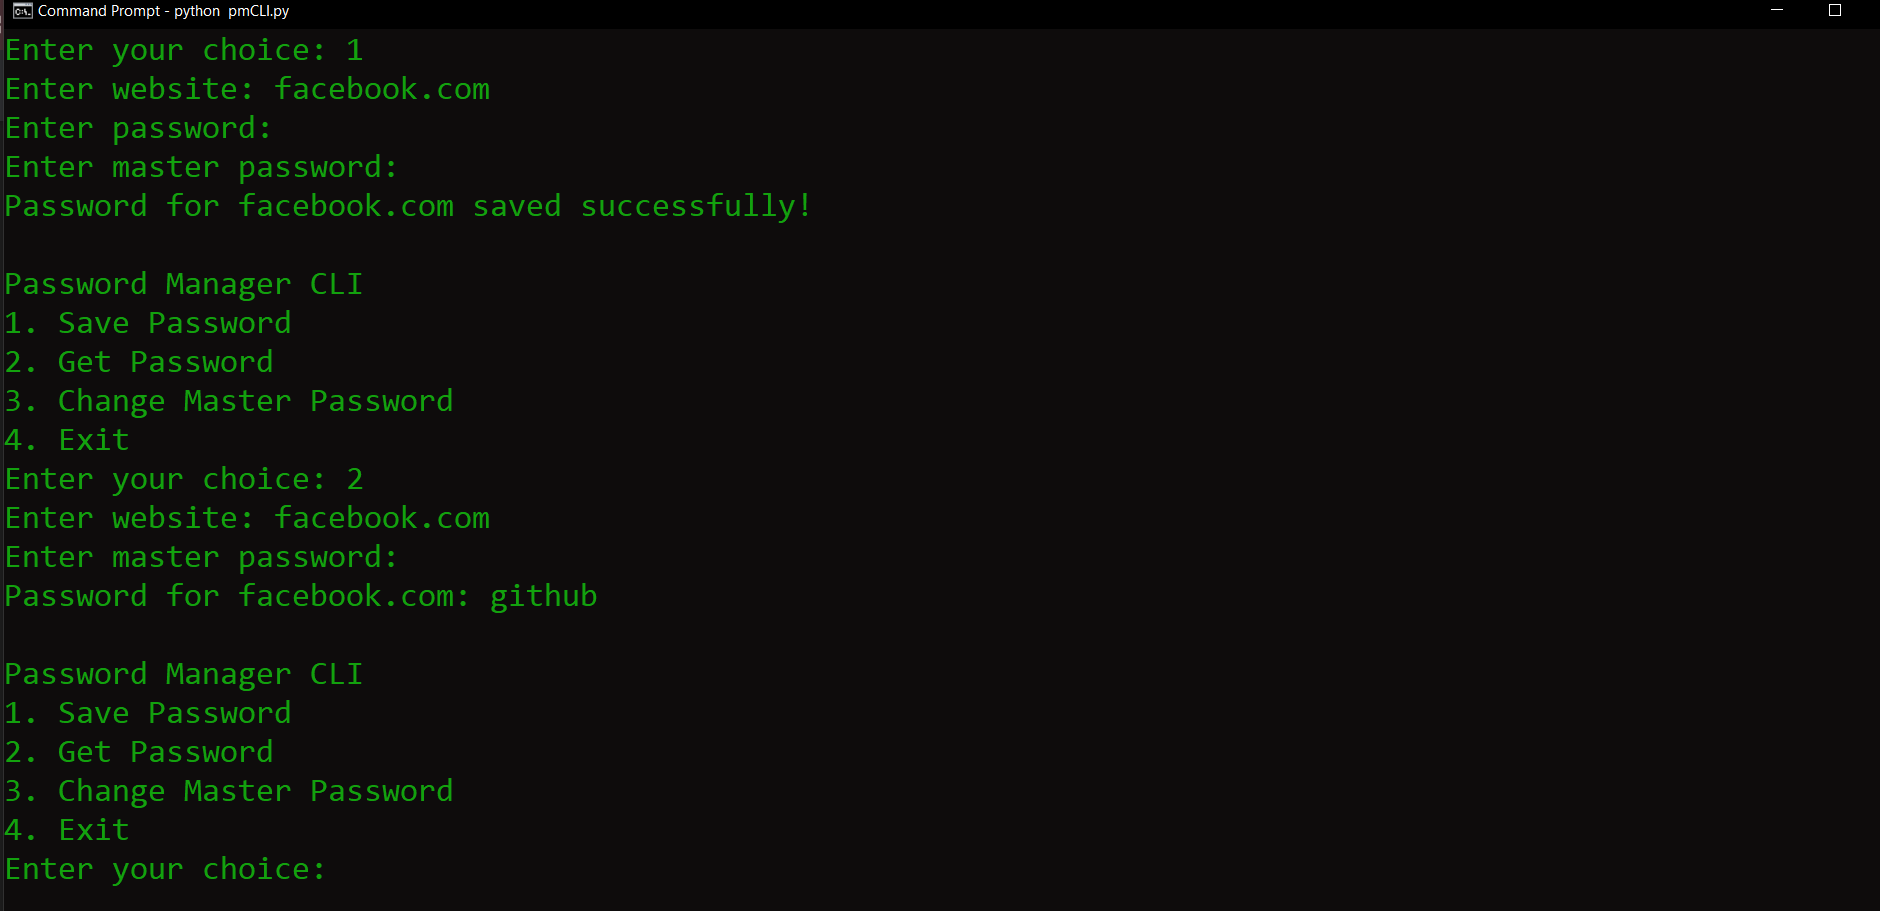 Command Prompt - python  pmCLI.py
Enter your choice: 1
Enter website: facebook.com
Enter password:
Enter master password:
Password for facebook.com saved successfully!

Password Manager CLI
1. Save Password
2. Get Password
3. Change Master Password
4. Exit
Enter your choice: 2
Enter website: facebook.com
Enter master password:
Password for facebook.com: github

Password Manager CLI
1. Save Password
2. Get Password
3. Change Master Password
4. Exit
Enter your choice: